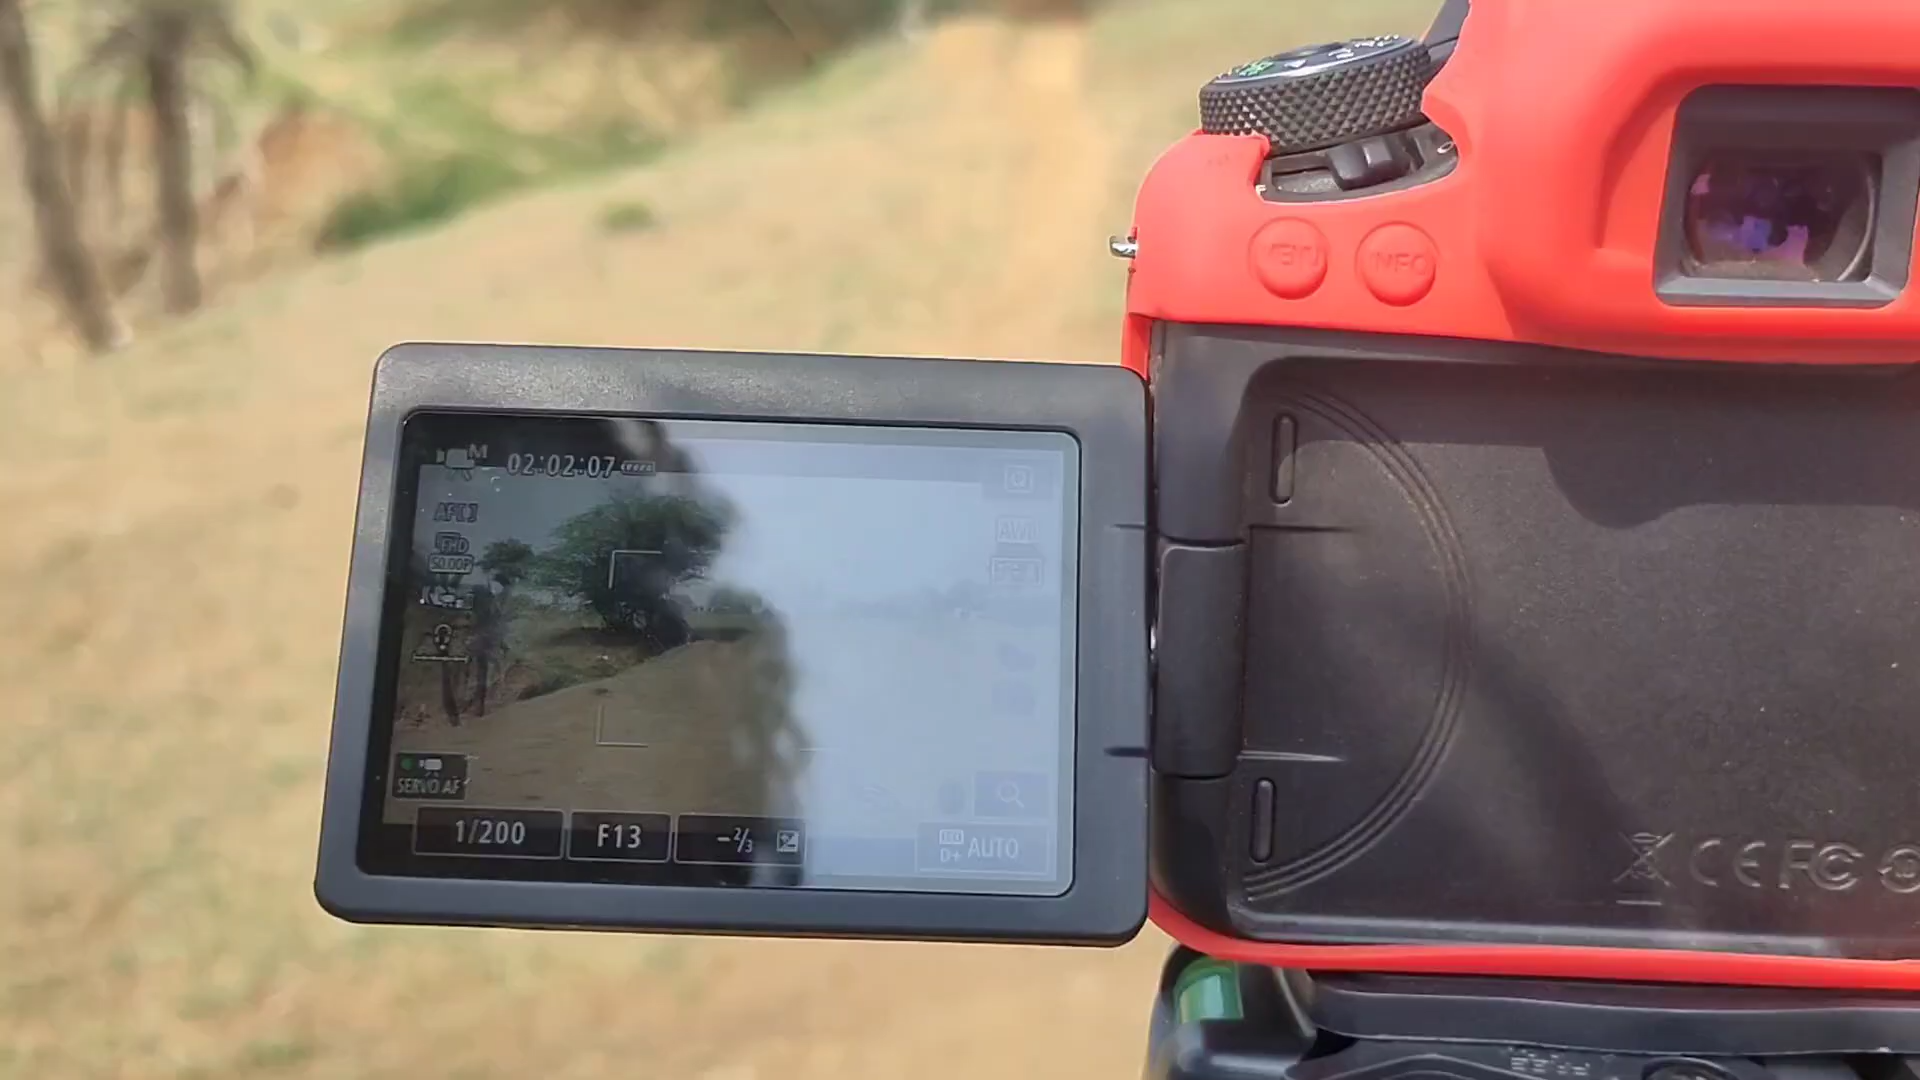 MENU INFO
M 02:02:07
AF[ ]
FHD
50.00P
AWB
SERVO AF
1/200 F13 -2/3 D+ AUTO
CE FC